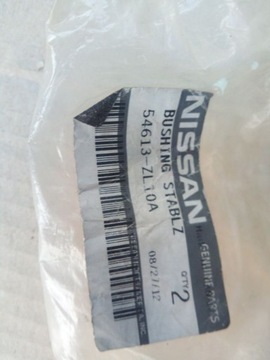 NISSAN
GENUINE PARTS
BUSHING STABLZ
QTY
2
54613-ZL10A
08/27/12